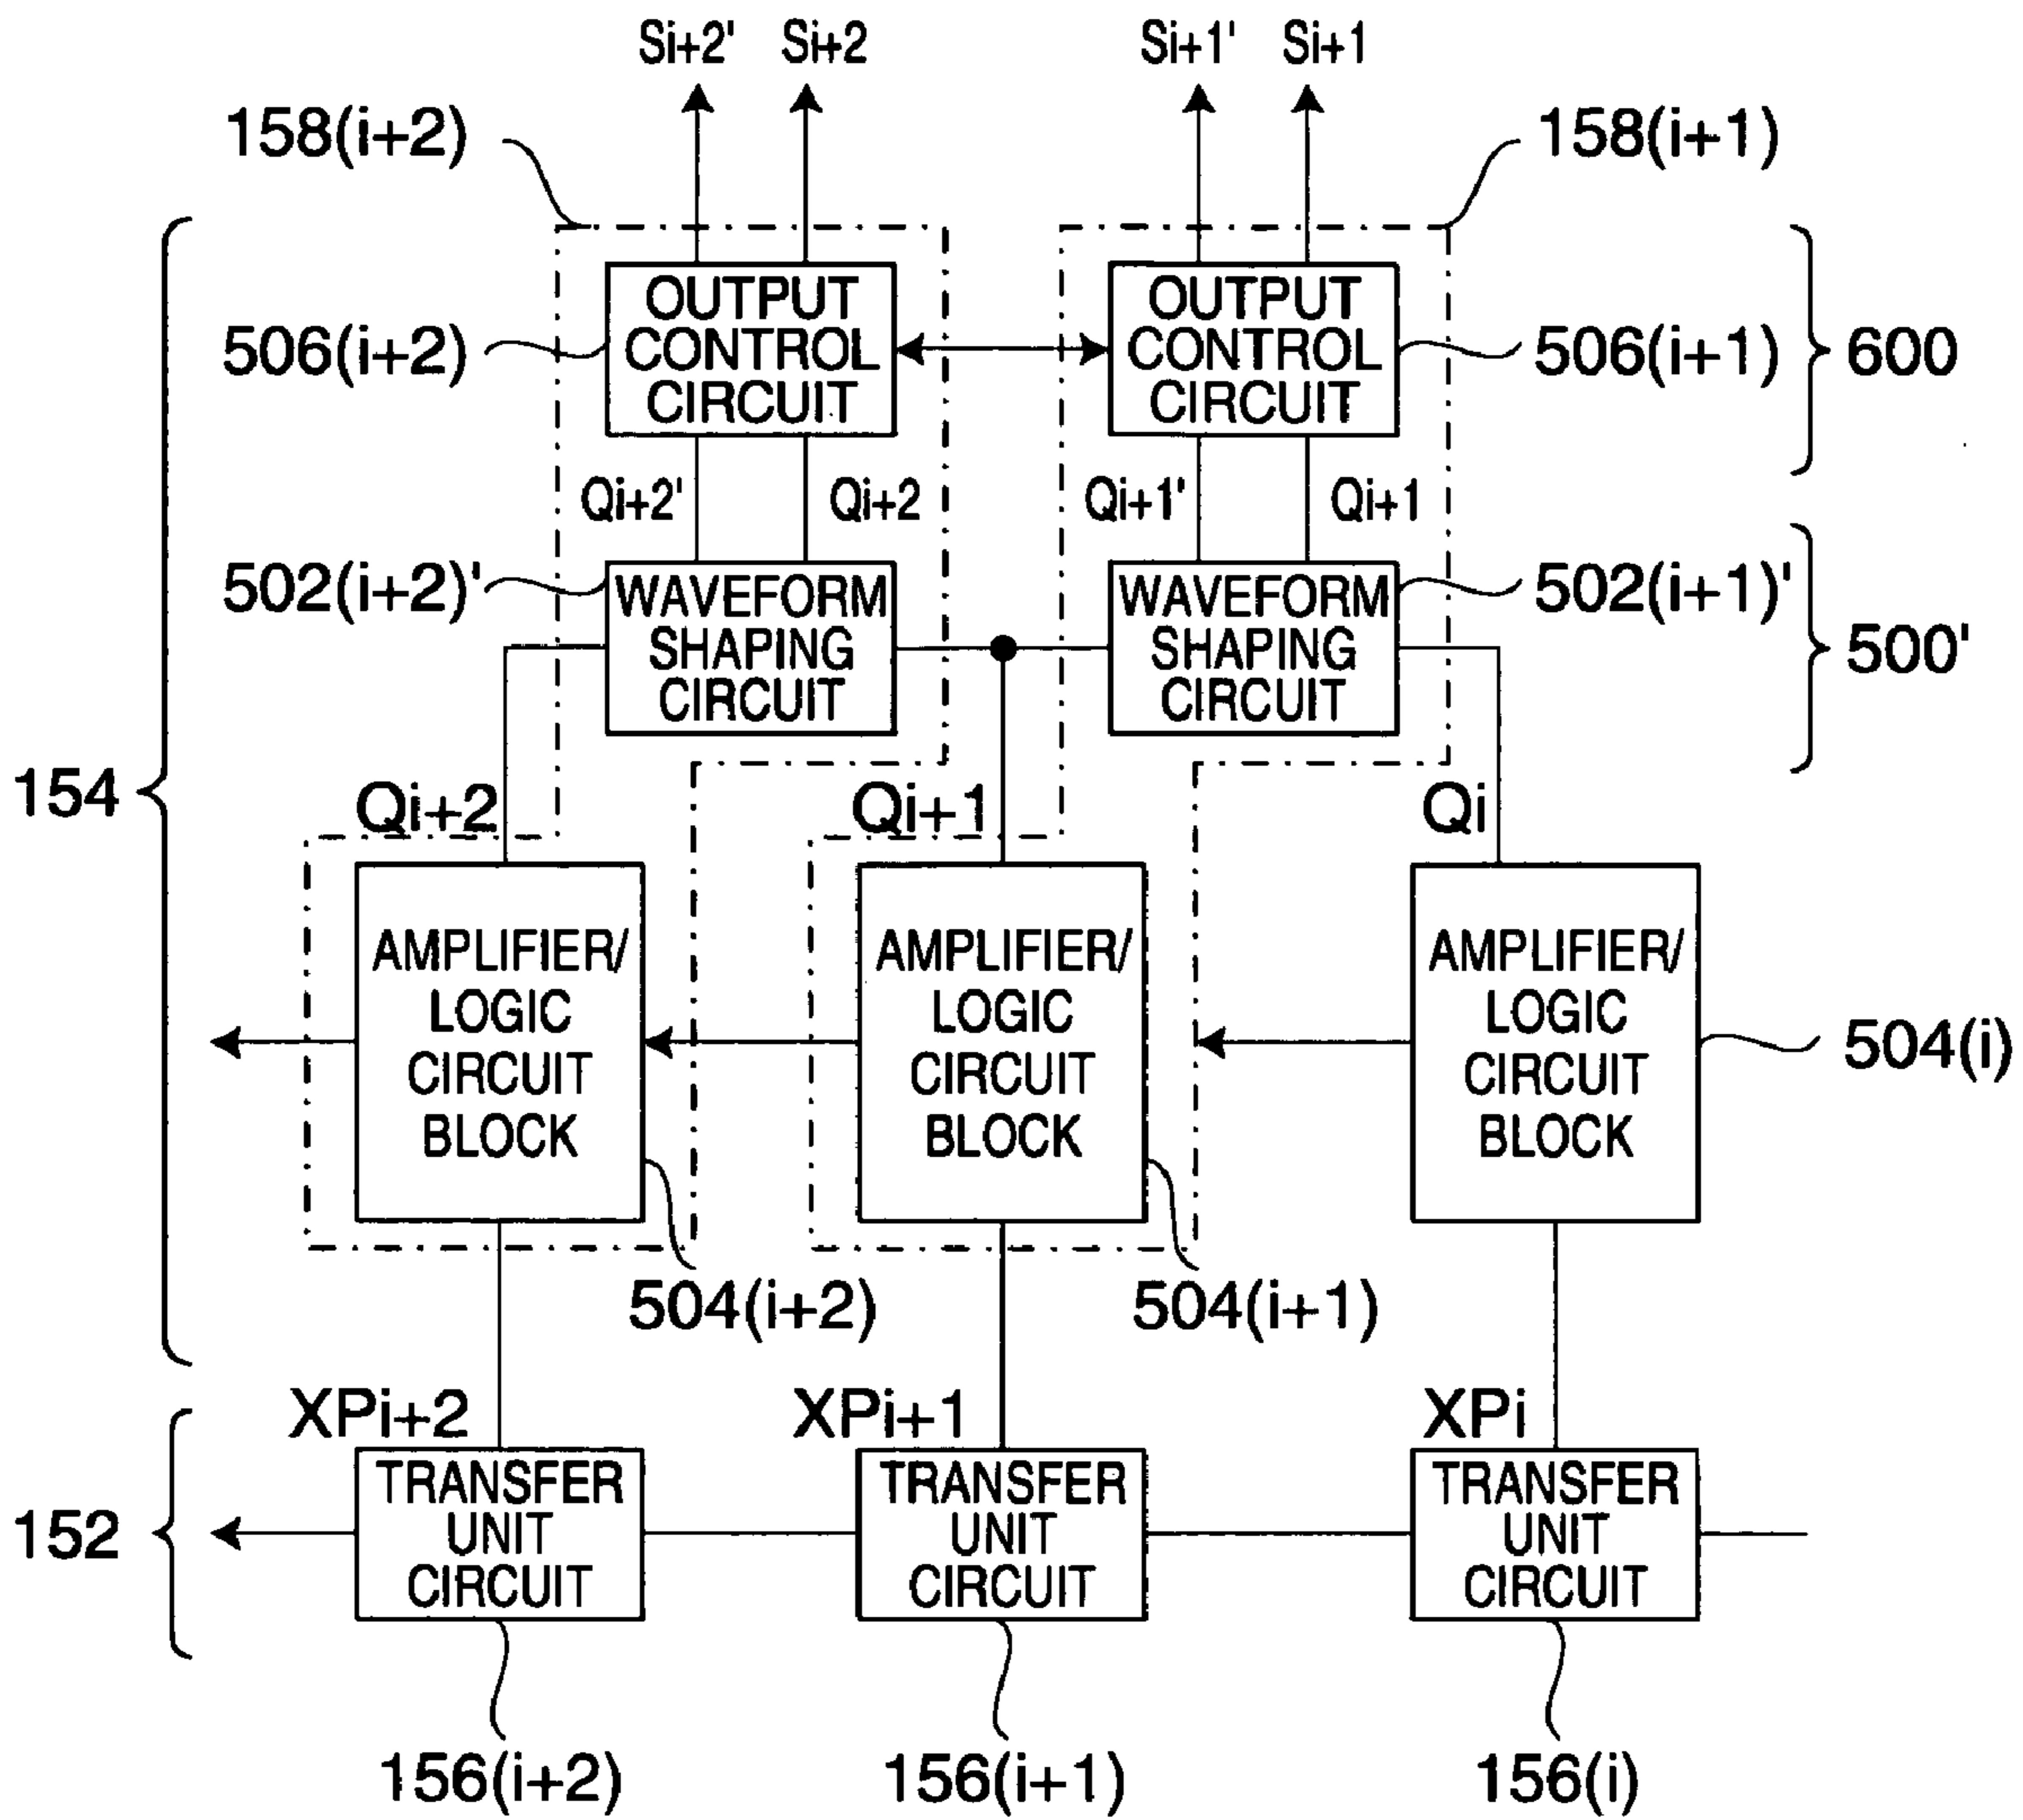 Si+2' Si+2 Si+1' Si+1
158(i+2) 158(i+1)
OUTPUT
CONTROL
CIRCUIT
OUTPUT
CONTROL
CIRCUIT
506(i+2) 506(i+1) 600
Qi+2' Qi+2 Qi+1' Qi+1
502(i+2)' 502(i+1)'
WAVEFORM
SHAPING
CIRCUIT
WAVEFORM
SHAPING
CIRCUIT
500'
154
Qi+2 Qi+1 Qi
AMPLIFIER/
LOGIC
CIRCUIT
BLOCK
AMPLIFIER/
LOGIC
CIRCUIT
BLOCK
AMPLIFIER/
LOGIC
CIRCUIT
BLOCK
504(i)
504(i+2) 504(i+1)
XPi+2 XPi+1 XPi
152
TRANSFER
UNIT
CIRCUIT
TRANSFER
UNIT
CIRCUIT
TRANSFER
UNIT
CIRCUIT
156(i+2) 156(i+1) 156(i)